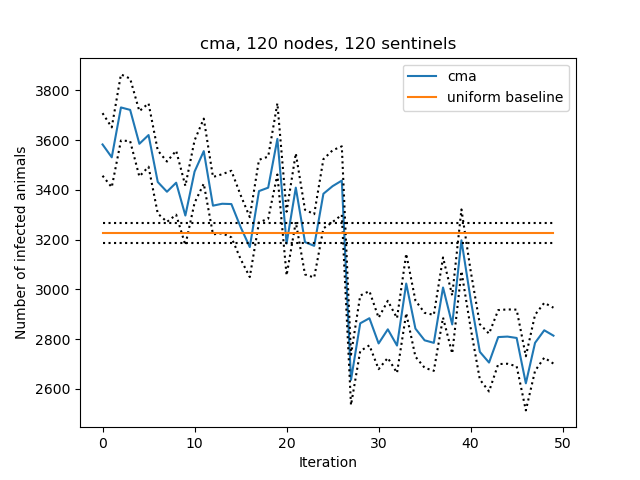 cma, 120 nodes, 120 sentinels
cma
uniform baseline
3800
3600
3400
3200
3000
2800
2600
Number of infected animals
0
10
20
30
40
50
Iteration